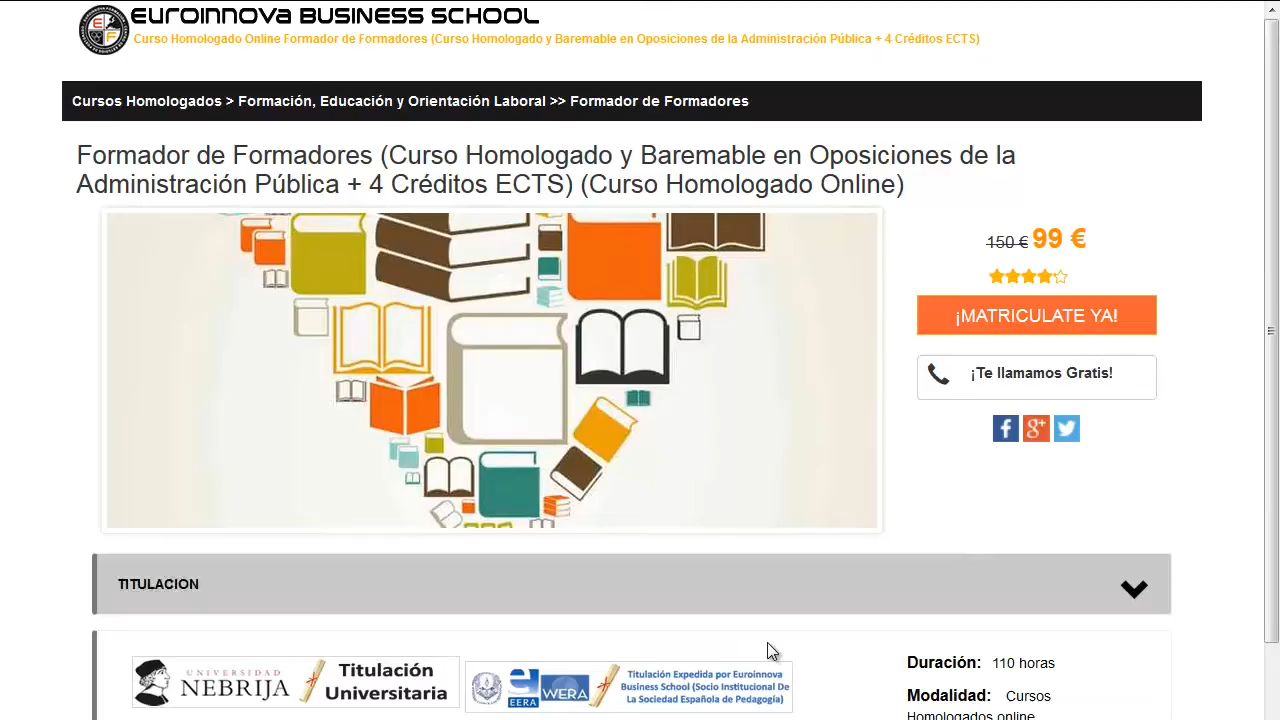 EUROINNOVA BUSINESS SCHOOL
Curso Homologado Online Formador de Formadores (Curso Homologado y Baremable en Oposiciones de la Administración Pública + 4 Créditos ECTS)
Cursos Homologados > Formación, Educación y Orientación Laboral >> Formador de Formadores
Formador de Formadores (Curso Homologado y Baremable en Oposiciones de la
Administración Pública + 4 Créditos ECTS) (Curso Homologado Online)
150 € 99 €
¡MATRICULATE YA!
¡Te llamamos Gratis!
TITULACION
UNIVERSIDAD
NEBRIJA
Titulación
Universitaria
EERA
WERA
Titulación Expedida por Euroinnova
Business School (Socio Institucional De
La Sociedad Española de Pedagogía)
Duración: 110 horas
Modalidad: Cursos
Homologados online